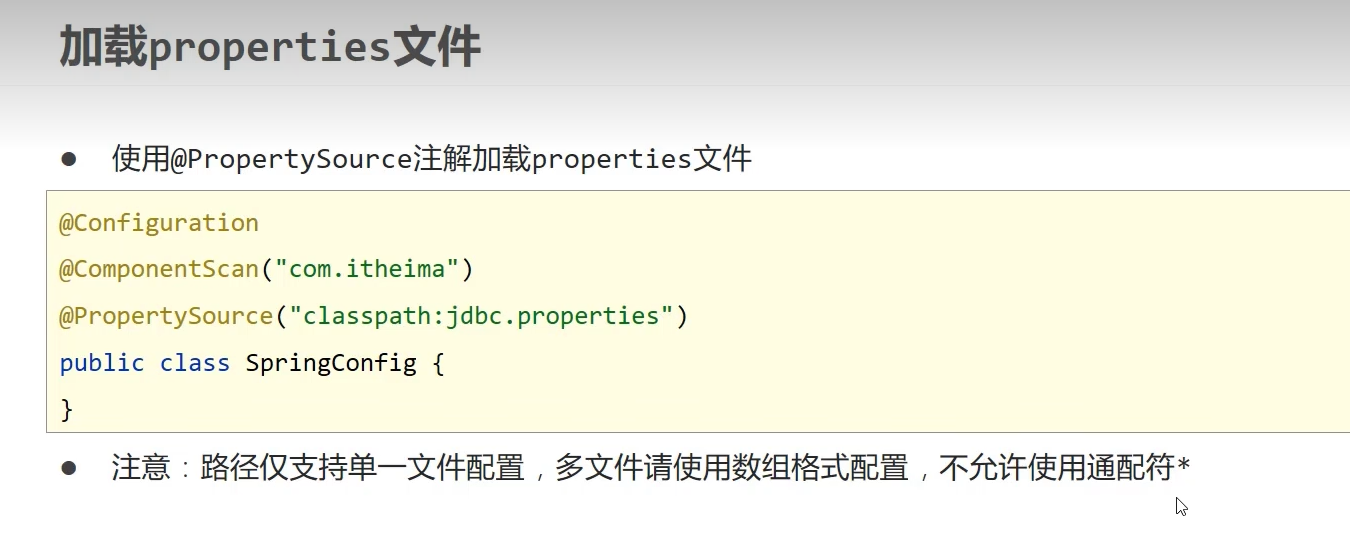 加载properties文件
● 使用@PropertySource注解加载properties文件
@Configuration
@ComponentScan("com.itheima")
@PropertySource("classpath:jdbc.properties")
public class SpringConfig {
}
● 注意：路径仅支持单一文件配置，多文件请使用数组格式配置，不允许使用通配符*